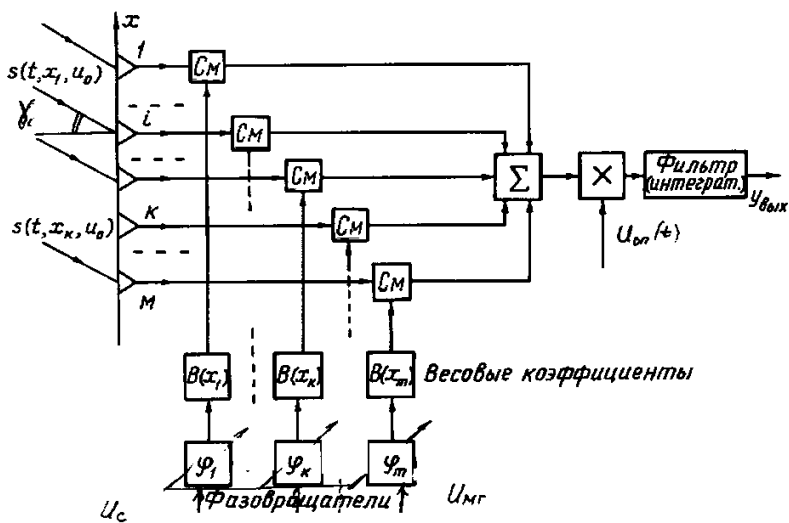 x
1
См
s(t, x₁, u₀)
γ
i
См
См
Σ
×
Фильтр
(интеграт.)
y вых
к
См
s(t, xк, u₀)
Uоп(t)
м
См
B(x₁)
B(xк)
B(xm)
Весовые коэффициенты
φ₁
φк
φm
Фазовращатели
Uс
Uмг